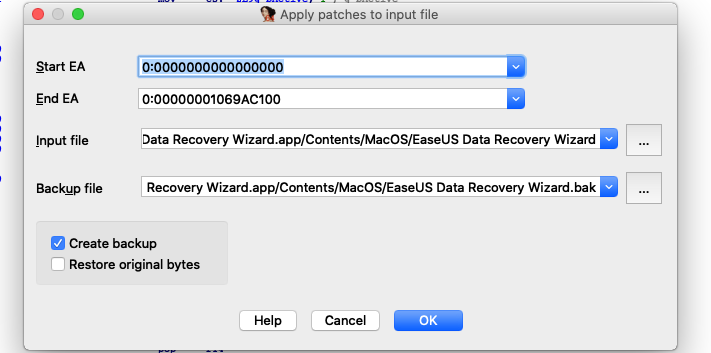 Apply patches to input file
Start EA
0:0000000000000000
End EA
0:00000001069AC100
Input file
Data Recovery Wizard.app/Contents/MacOS/EaseUS Data Recovery Wizard
...
Backup file
Recovery Wizard.app/Contents/MacOS/EaseUS Data Recovery Wizard.bak
...
Create backup
Restore original bytes
Help
Cancel
OK